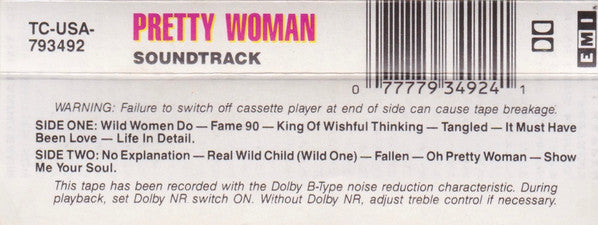 TC-USA-
793492
PRETTY WOMAN
SOUNDTRACK
EMI
0 77779 34924 1
WARNING: Failure to switch off cassette player at end of side can cause tape breakage.
SIDE ONE: Wild Women Do — Fame 90 — King Of Wishful Thinking — Tangled — It Must Have
Been Love — Life In Detail.
SIDE TWO: No Explanation — Real Wild Child (Wild One) — Fallen — Oh Pretty Woman — Show
Me Your Soul.
This tape has been recorded with the Dolby B-Type noise reduction characteristic. During
playback, set Dolby NR switch ON. Without Dolby NR, adjust treble control if necessary.